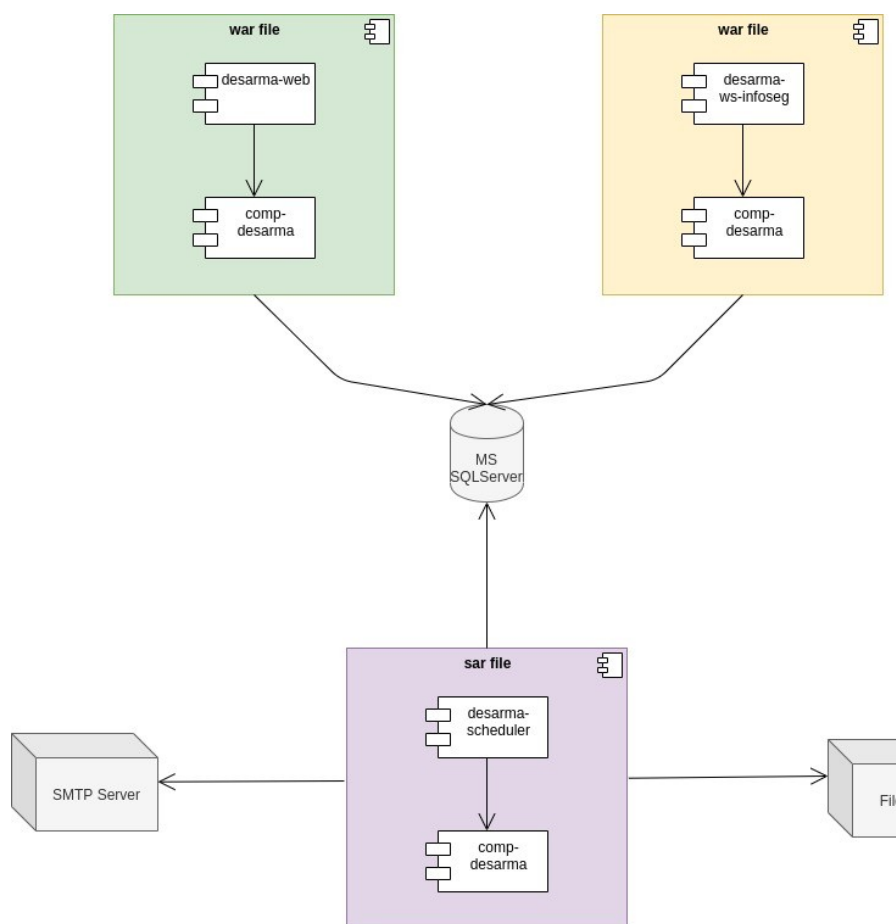 war file
desarma-web
comp-
desarma
war file
desarma-
ws-infoseg
comp-
desarma
MS
SQLServer
sar file
desarma-
scheduler
comp-
desarma
SMTP Server